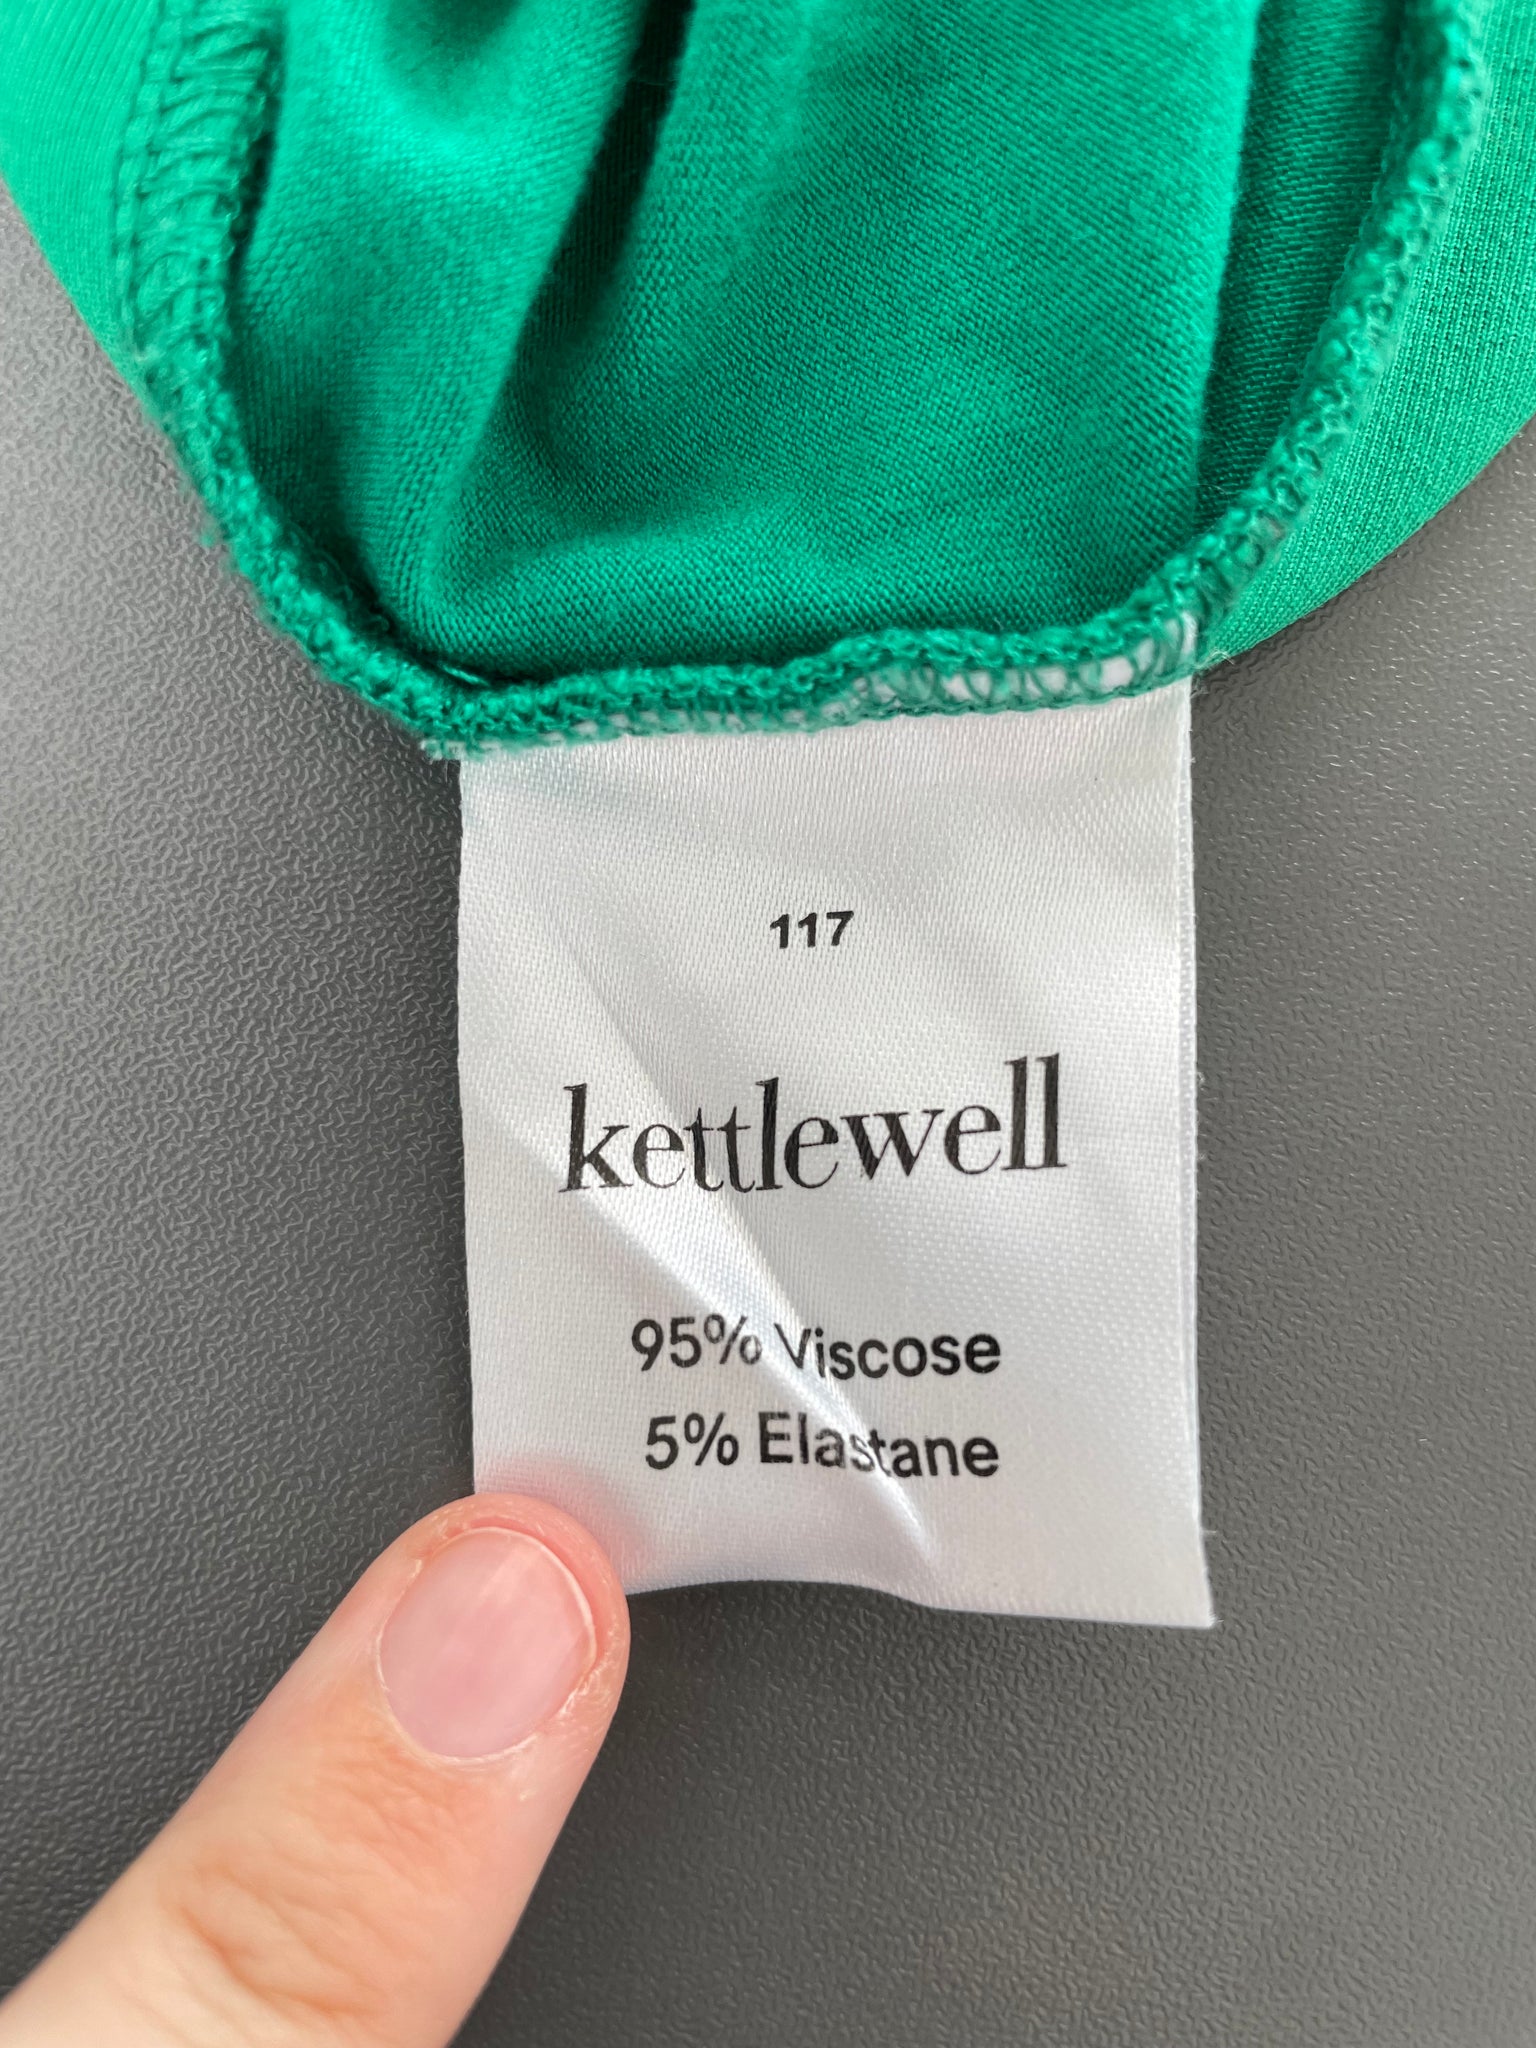 117
kettlewell
95% Viscose
5% Elastane